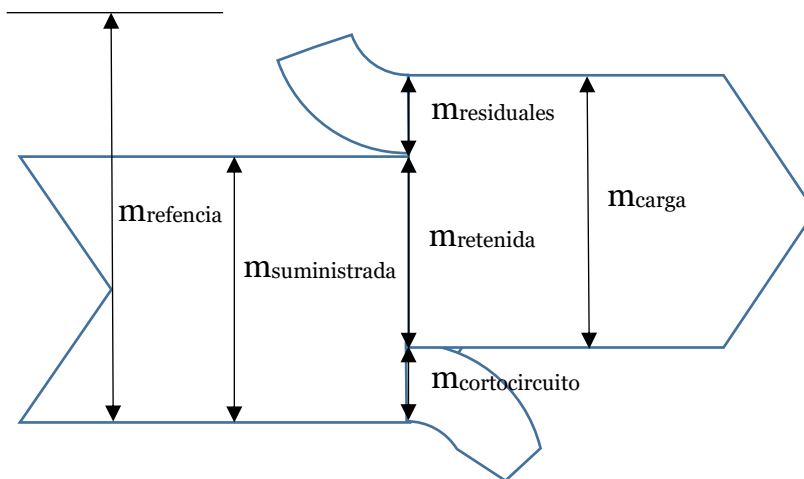 mresiduales
mrefencia
mcarga
mretenida
msuministrada
mcortocircuito